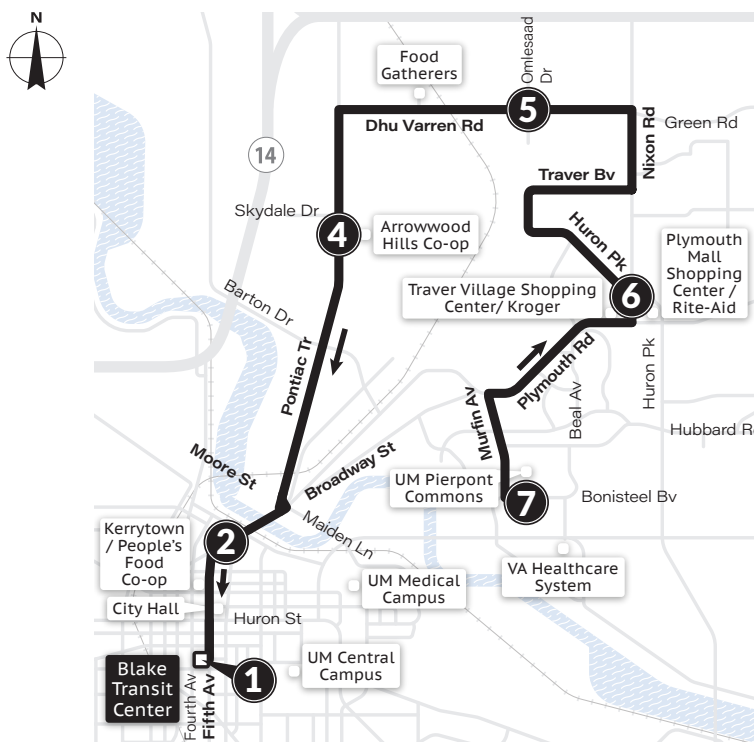 N
Food
Gatherers
Omlesaad
Dr
5
Dhu Varren Rd
Nixon Rd
Green Rd
14
Traver Bv
Skydale Dr
4
Arrowwood
Hills Co-op
Huron Pk
Plymouth
Mall
Shopping
Center /
Rite-Aid
Traver Village Shopping
Center/ Kroger
6
Barton Dr
Pontiac Tr
Plymouth Rd
Huron Pk
Beal Av
Murfin Av
Hubbard R
Moore St
Broadway St
UM Pierpont
Commons
7
Bonisteel Bv
Maiden Ln
Kerrytown
/ People's
Food
Co-op
2
VA Healthcare
System
UM Medical
Campus
City Hall
Huron St
UM Central
Campus
Blake
Transit
Center
1
Fourth Av
Fifth Av